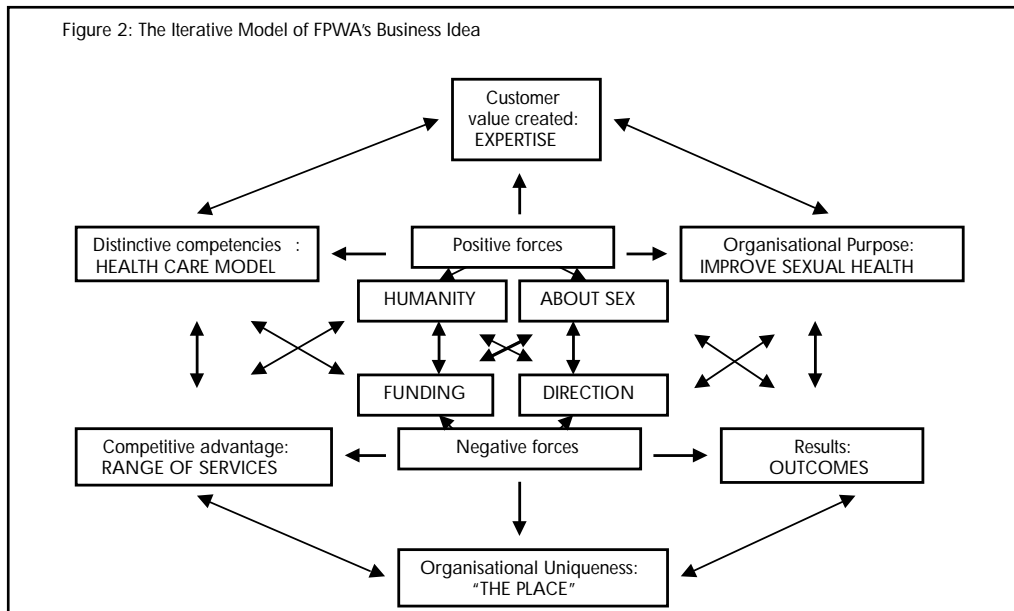 Figure 2: The Iterative Model of FPWA's Business Idea
Customer
value created:
EXPERTISE
Distinctive competencies :
HEALTH CARE MODEL
Positive forces
Organisational Purpose:
IMPROVE SEXUAL HEALTH
HUMANITY
ABOUT SEX
FUNDING
DIRECTION
Competitive advantage:
RANGE OF SERVICES
Negative forces
Results:
OUTCOMES
Organisational Uniqueness:
"THE PLACE"